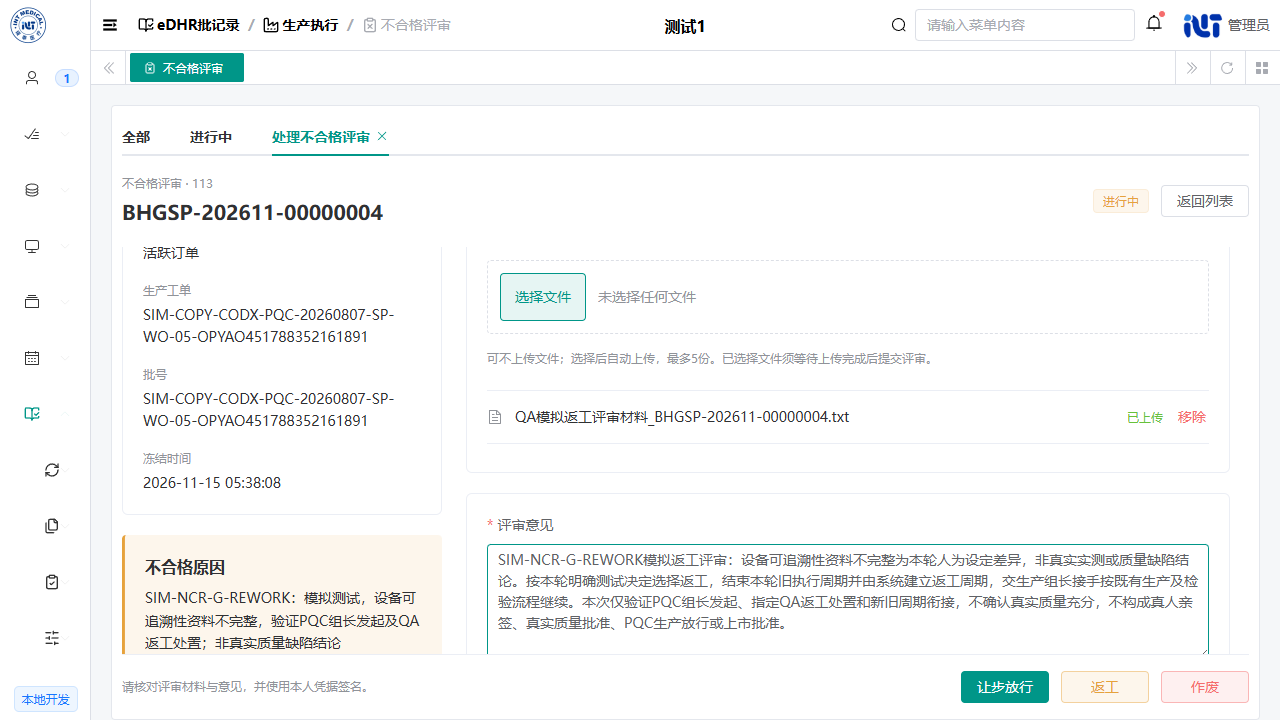 eDHR批记录 / 生产执行 / 不合格评审
测试1
请输入菜单内容
管理员
1
不合格评审
全部
进行中
处理不合格评审
不合格评审 · 113
BHGSP-202611-00000004
进行中
返回列表
活跃订单
生产工单
SIM-COPY-CODX-PQC-20260807-SP-
WO-05-OPYAO451788352161891
批号
SIM-COPY-CODX-PQC-20260807-SP-
WO-05-OPYAO451788352161891
冻结时间
2026-11-15 05:38:08
不合格原因
SIM-NCR-G-REWORK：模拟测试，设备可
追溯性资料不完整，验证PQC组长发起及QA
返工处置；非真实质量缺陷结论
选择文件
未选择任何文件
可不上传文件；选择后自动上传，最多5份。已选择文件须等待上传完成后提交评审。
QA模拟返工评审材料_BHGSP-202611-00000004.txt
已上传
移除
* 评审意见
SIM-NCR-G-REWORK模拟返工评审：设备可追溯性资料不完整为本轮人为设定差异，非真实实测或质量缺陷结
论。按本轮明确测试决定选择返工，结束本轮旧执行周期并由系统建立返工周期，交生产组长接手按既有生产及检
验流程继续。本次仅验证PQC组长发起、指定QA返工处置和新旧周期衔接，不确认真实质量充分，不构成真人亲
签、真实质量批准、PQC生产放行或上市批准。
请核对评审材料与意见，并使用本人凭据签名。
让步放行
返工
作废
本地开发